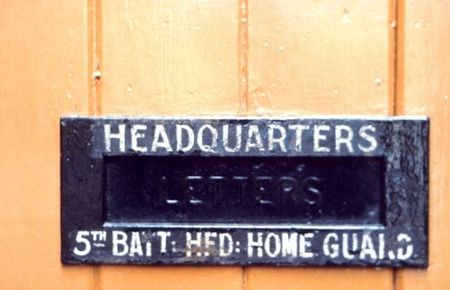 HEADQUARTERS
LETTERS
5TH BATT: HFD: HOME GUARD